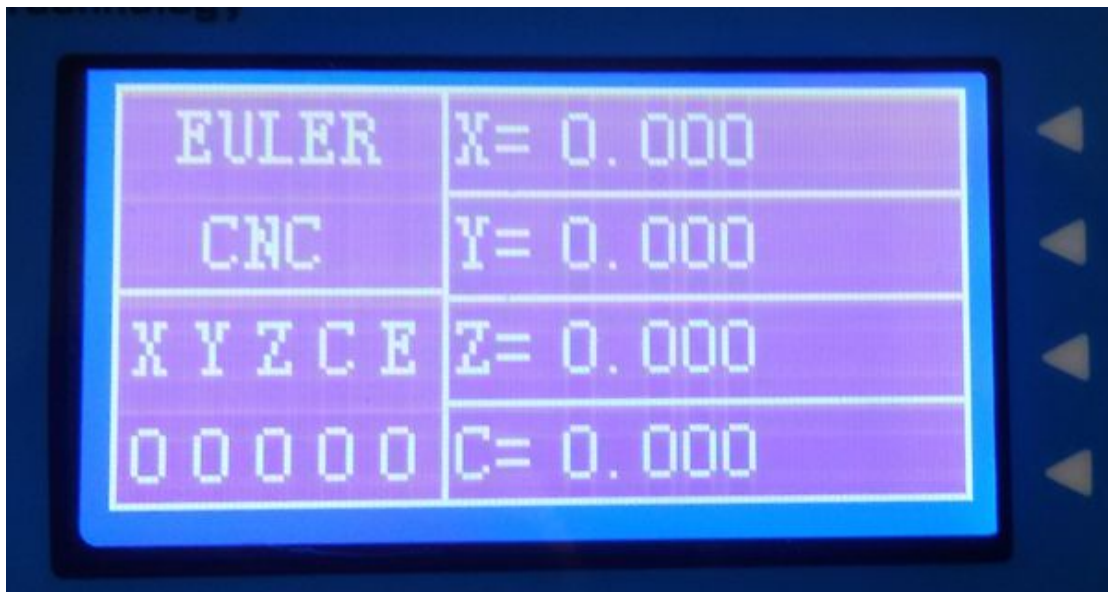 EULER
CNC
X Y Z C E
0 0 0 0 0
X= 0.000
Y= 0.000
Z= 0.000
C= 0.000